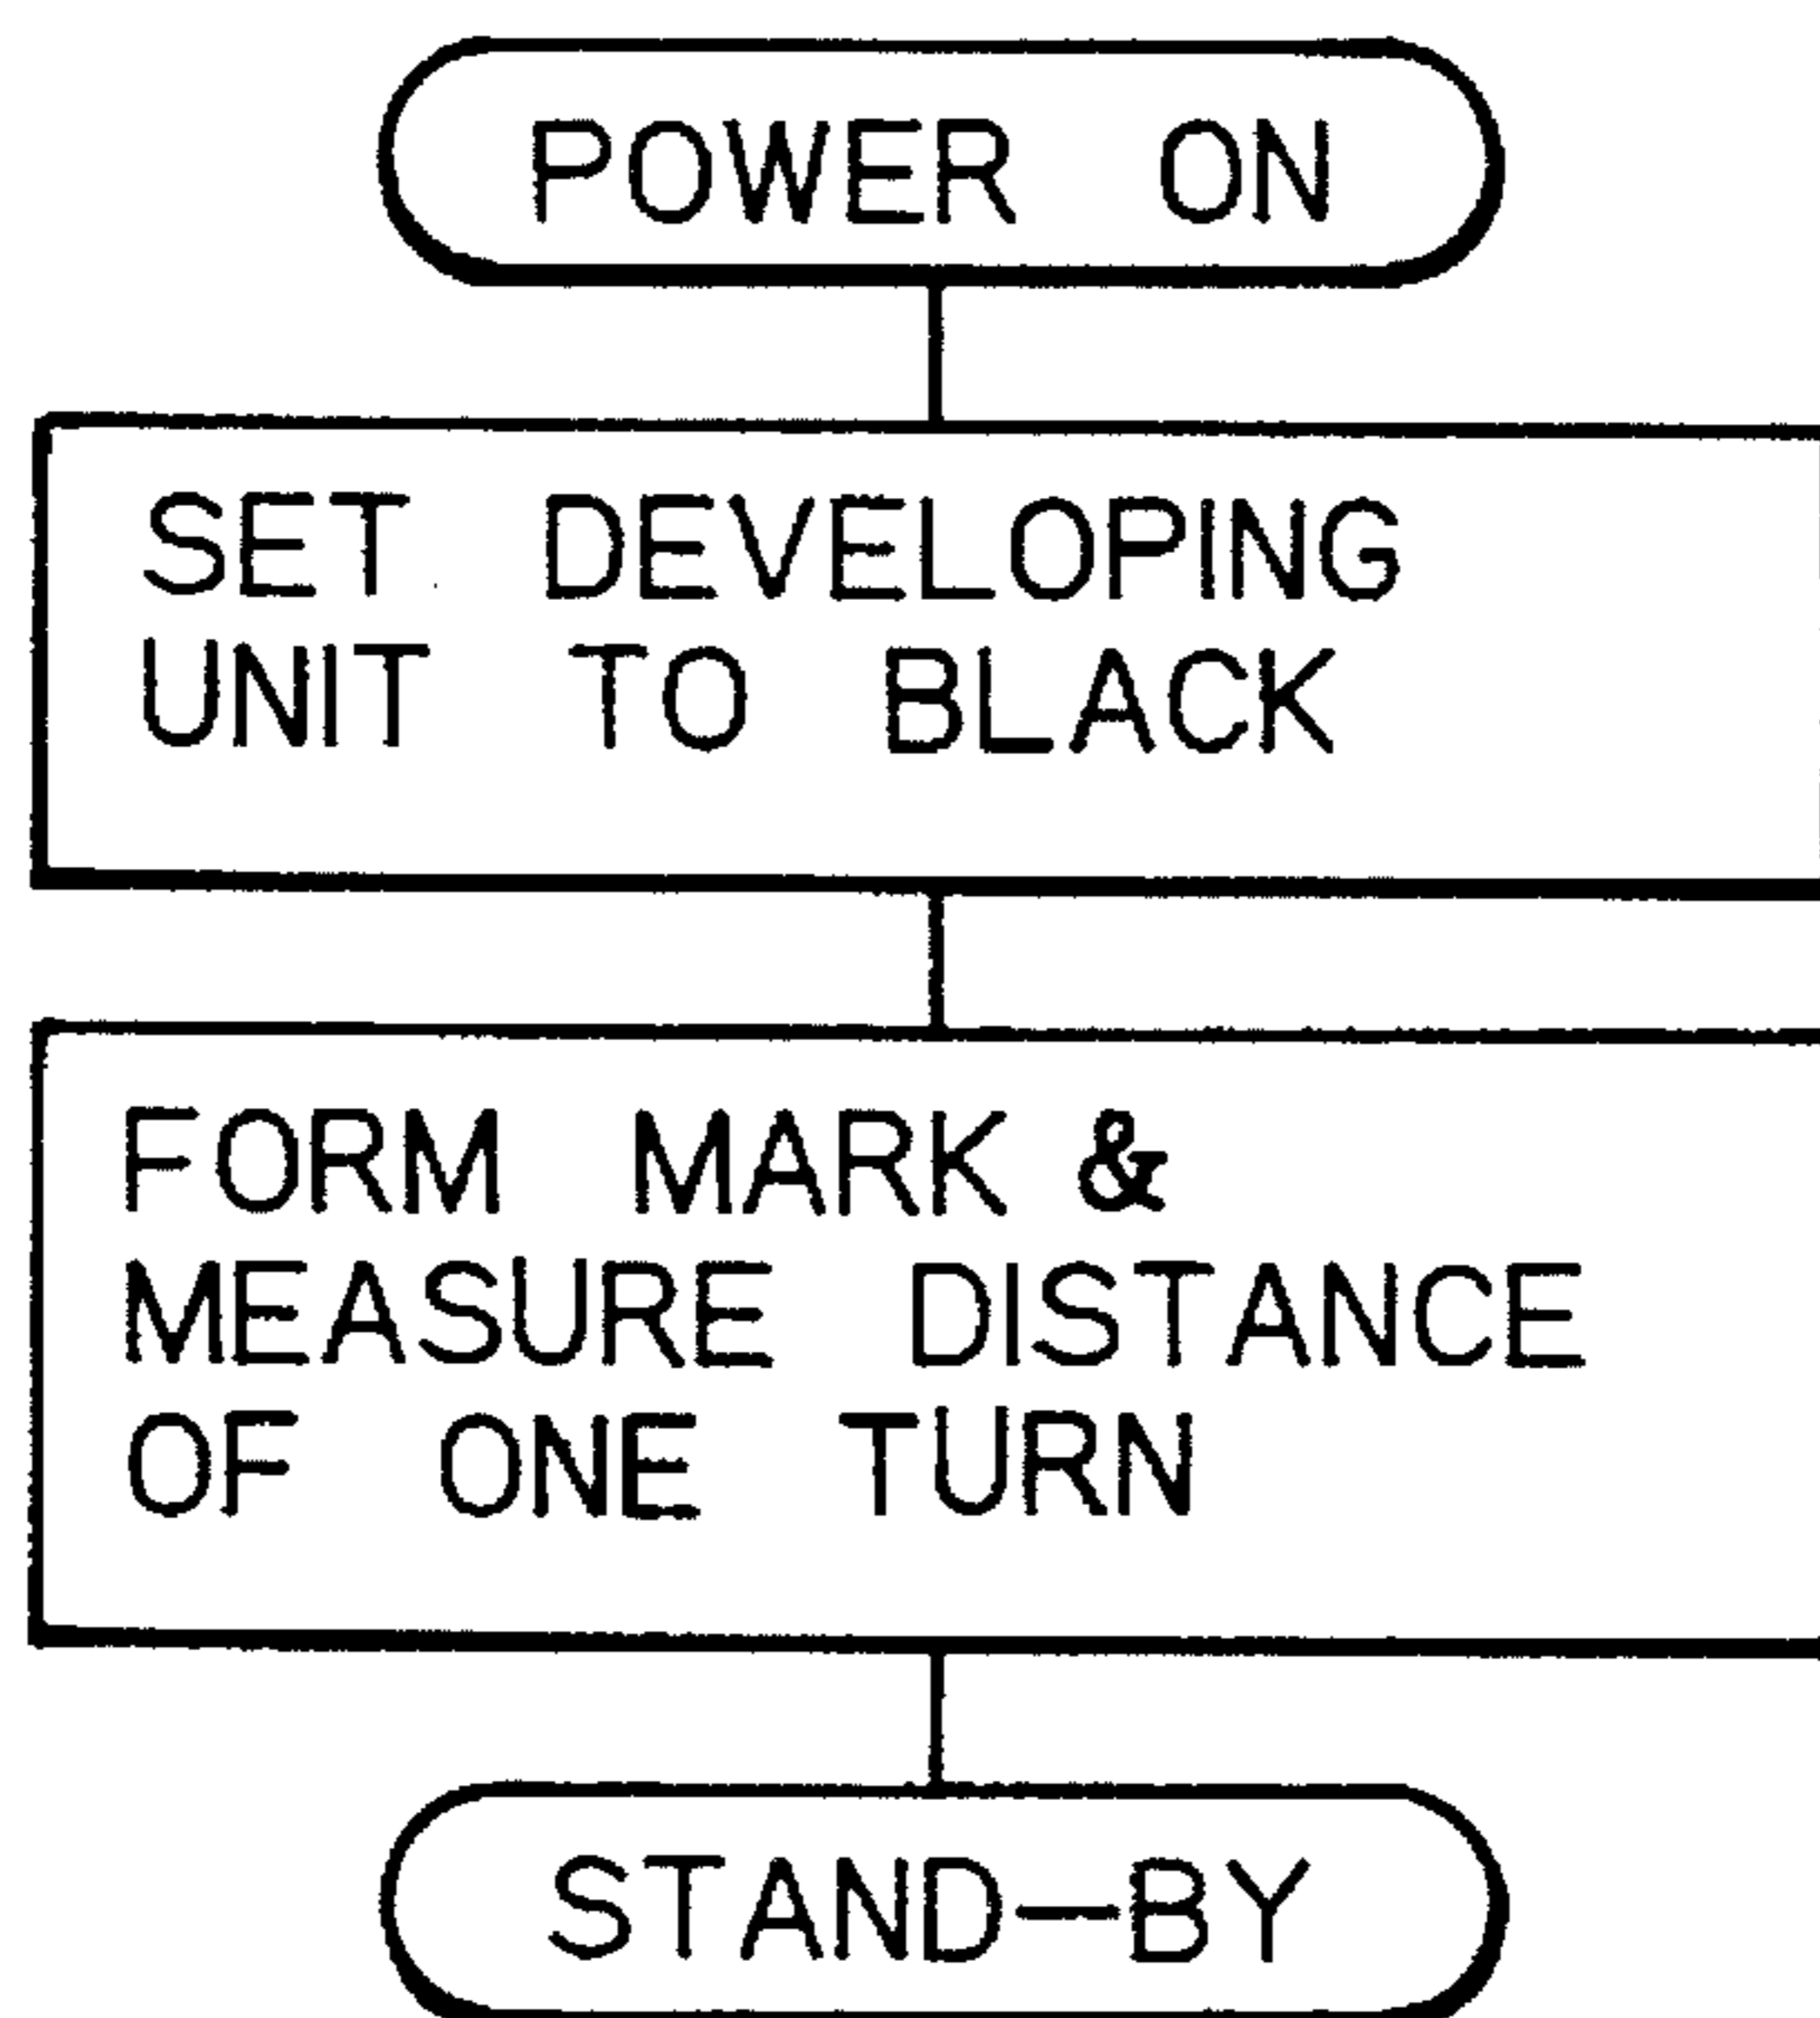 POWER ON
SET DEVELOPING
UNIT TO BLACK
FORM MARK &
MEASURE DISTANCE
OF ONE TURN
STAND-BY